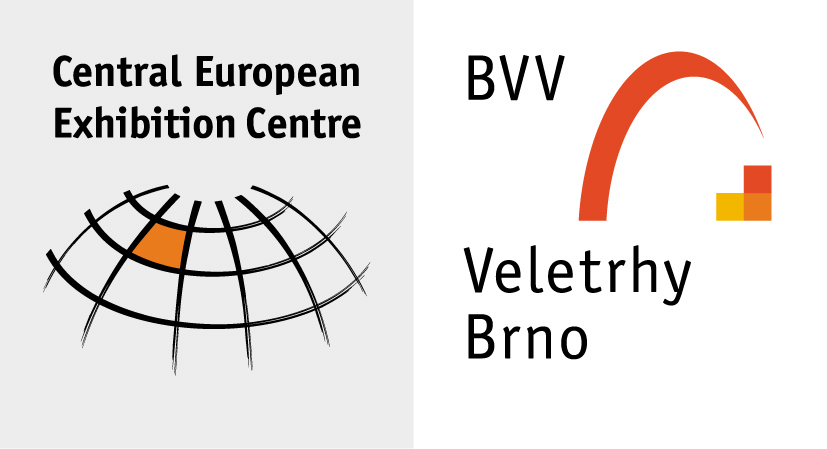 Central European
Exhibition Centre
BVV
Veletrhy
Brno